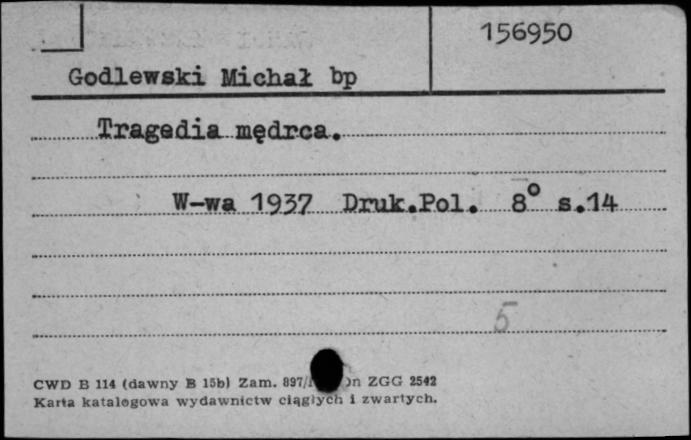 156950
Godlewski Michał bp
Tragedia mędrca.
W-wa 1937 Druk.Pol. 8° s.14
5
CWD B 114 (dawny B 15b) Zam. 897/ ZGG 2542
Karta katalogowa wydawnictw ciągłych i zwartych.